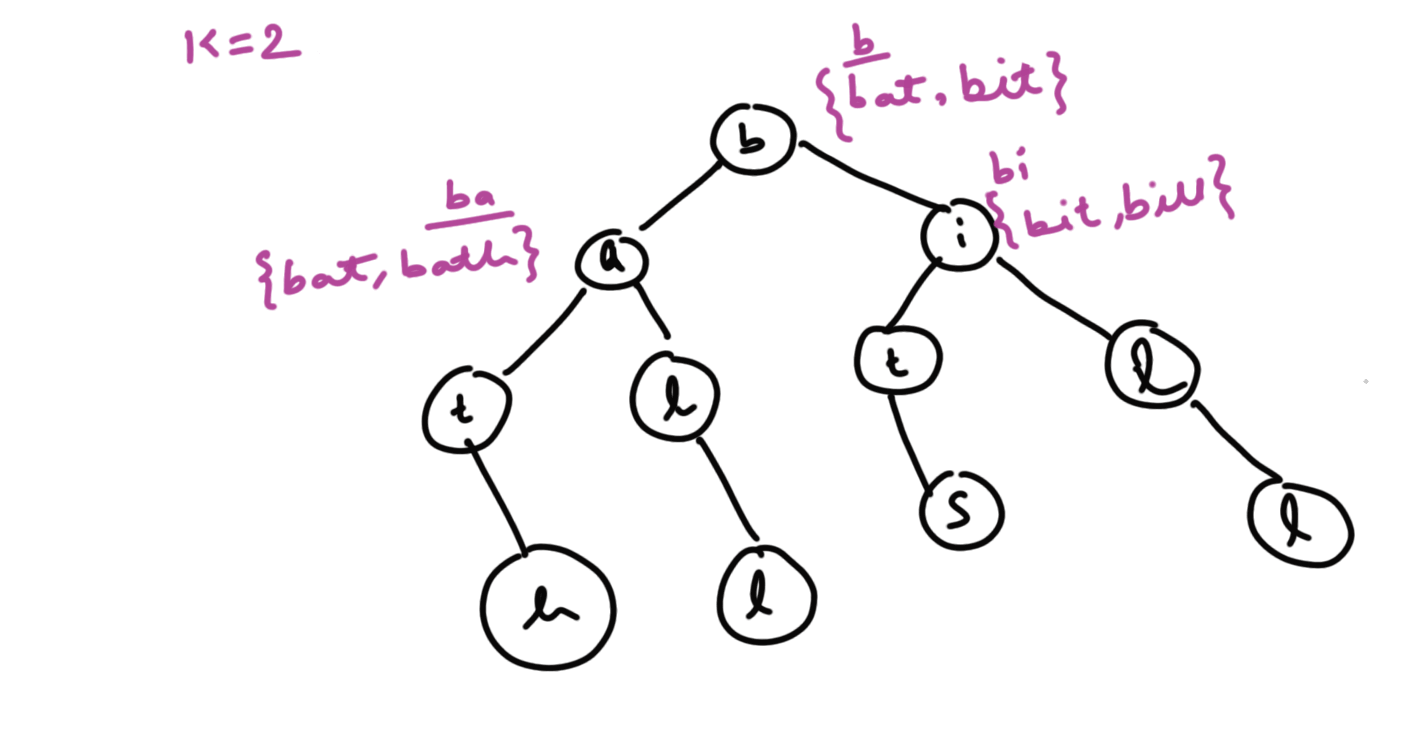 K=2
b
{bat, bit}
b
bi
{bit, bill}
ba
{bat, bath}
a
i
t
l
t
l
s
l
h
l